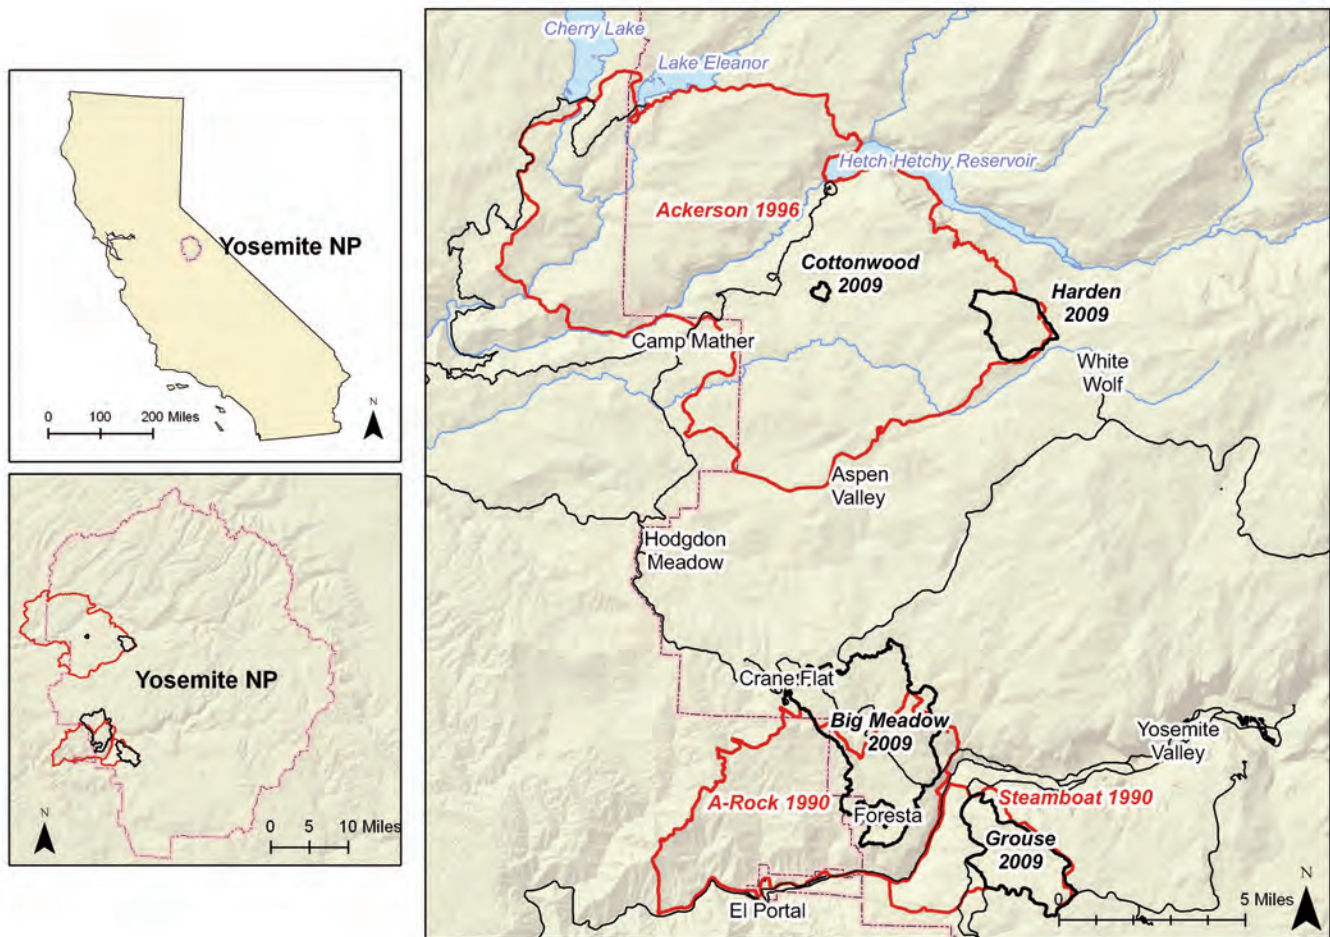 Yosemite NP
N
0 100 200 Miles
Yosemite NP
N
0 5 10 Miles
Cherry Lake
Lake Eleanor
Hetch Hetchy Reservoir
Ackerson 1996
Cottonwood
2009
Harden
2009
Camp Mather
White
Wolf
Aspen
Valley
Hodgdon
Meadow
Crane Flat
Big Meadow
2009
Yosemite
Valley
A-Rock 1990
Steamboat 1990
Foresta
Grouse
2009
El Portal
N
0 5 Miles